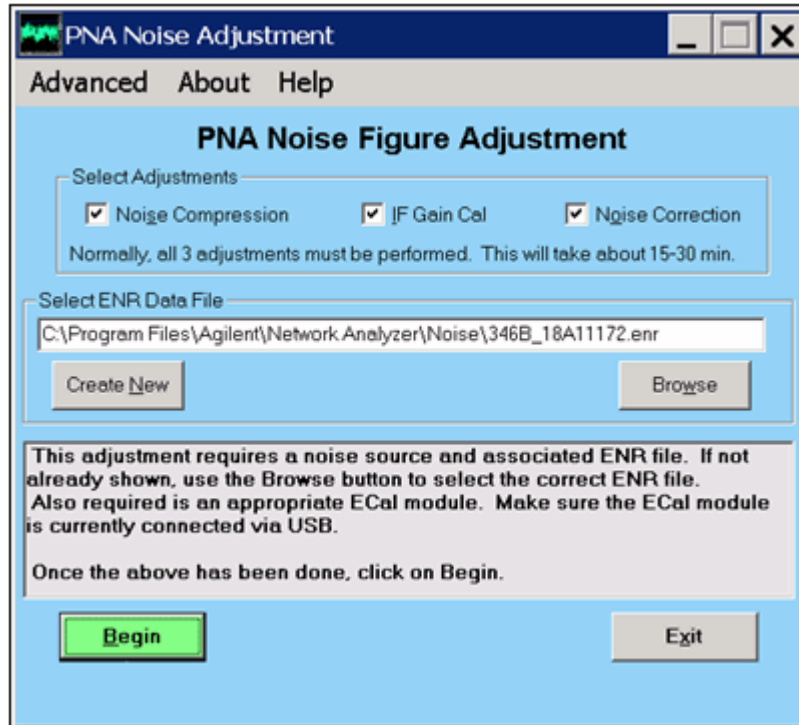 PNA Noise Adjustment
Advanced About Help
PNA Noise Figure Adjustment
Select Adjustments
Noise Compression IF Gain Cal Noise Correction
Normally, all 3 adjustments must be performed. This will take about 15-30 min.
Select ENR Data File
C:\Program Files\Agilent\Network Analyzer\Noise\346B_18A11172.enr
Create New Browse
This adjustment requires a noise source and associated ENR file. If not
already shown, use the Browse button to select the correct ENR file.
Also required is an appropriate ECal module. Make sure the ECal module
is currently connected via USB.
Once the above has been done, click on Begin.
Begin Exit